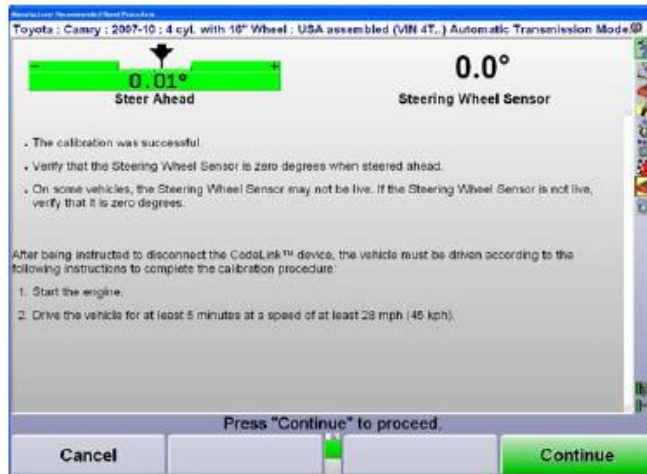 Manufacturer Recommended Reset Procedure
Toyota : Camry : 2007-10 : 4 cyl. with 16" Wheel : USA assembled (VIN 4T..) Automatic Transmission Mode
- +
0.01°
Steer Ahead
0.0°
Steering Wheel Sensor
• The calibration was successful.
• Verify that the Steering Wheel Sensor is zero degrees when steered ahead.
• On some vehicles, the Steering Wheel Sensor may not be live. If the Steering Wheel Sensor is not live,
verify that it is zero degrees.
After being instructed to disconnect the CodeLink™ device, the vehicle must be driven according to the
following instructions to complete the calibration procedure:
1. Start the engine.
2. Drive the vehicle for at least 5 minutes at a speed of at least 28 mph (45 kph).
Press "Continue" to proceed.
Cancel
Continue